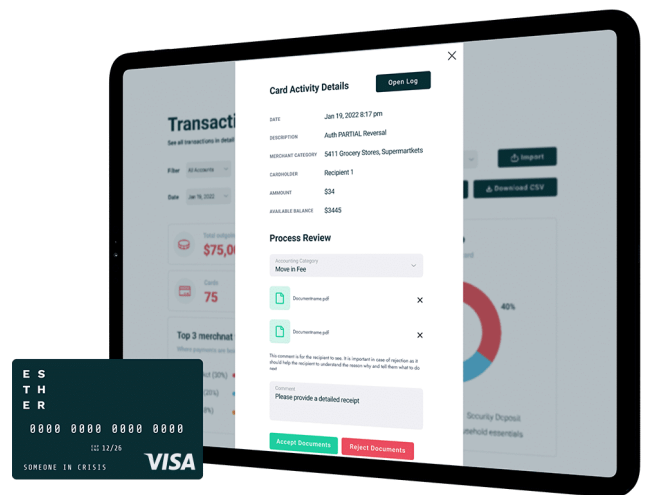 Card Activity Details
Open Log
DATE Jan 19, 2022 8:17 pm
DESCRIPTION Auth PARTIAL Reversal
MERCHANT CATEGORY 5411 Grocery Stores, Supermartkets
CARDHOLDER Recipient 1
AMMOUNT $34
AVAILABLE BALANCE $3445
Process Review
Accounting Category
Move in Fee
Documentname.pdf
Documentname.pdf
This comment is for the recipient to see. It is important in case of rejection as it
should help the recipient to understand the reason why and tell them what to do
next
Comment
Please provide a detailed receipt
Accept Documents
Reject Documents
Transacti
See all transactions in detail
Filter All Accounts
Date Jan 19, 2022
Import
Download CSV
Total outgoin
$75,00
Cards
75
Top 3 merchnat
40%
Security Deposit
usehold essentials
ES
TH
ER
0000 0000 0000 0000
12/26
SOMEONE IN CRISIS
VISA